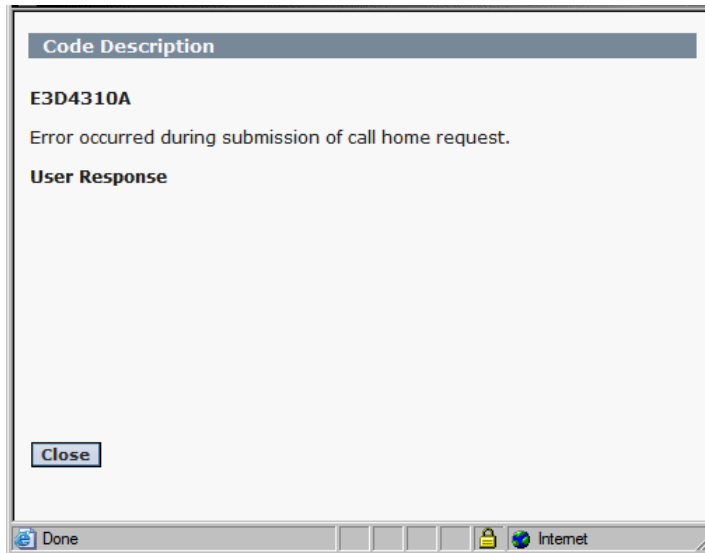 Code Description
E3D4310A
Error occurred during submission of call home request.
User Response
Close
Done
Internet